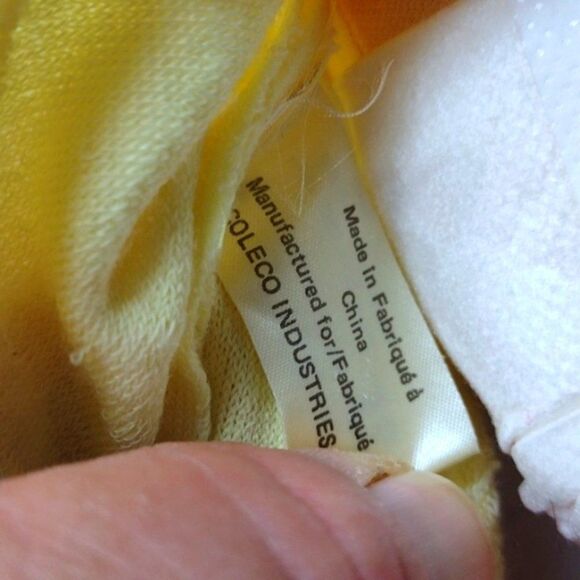 Made in Fabriqué à
China
Manufactured for/Fabriqué
COLECO INDUSTRIES